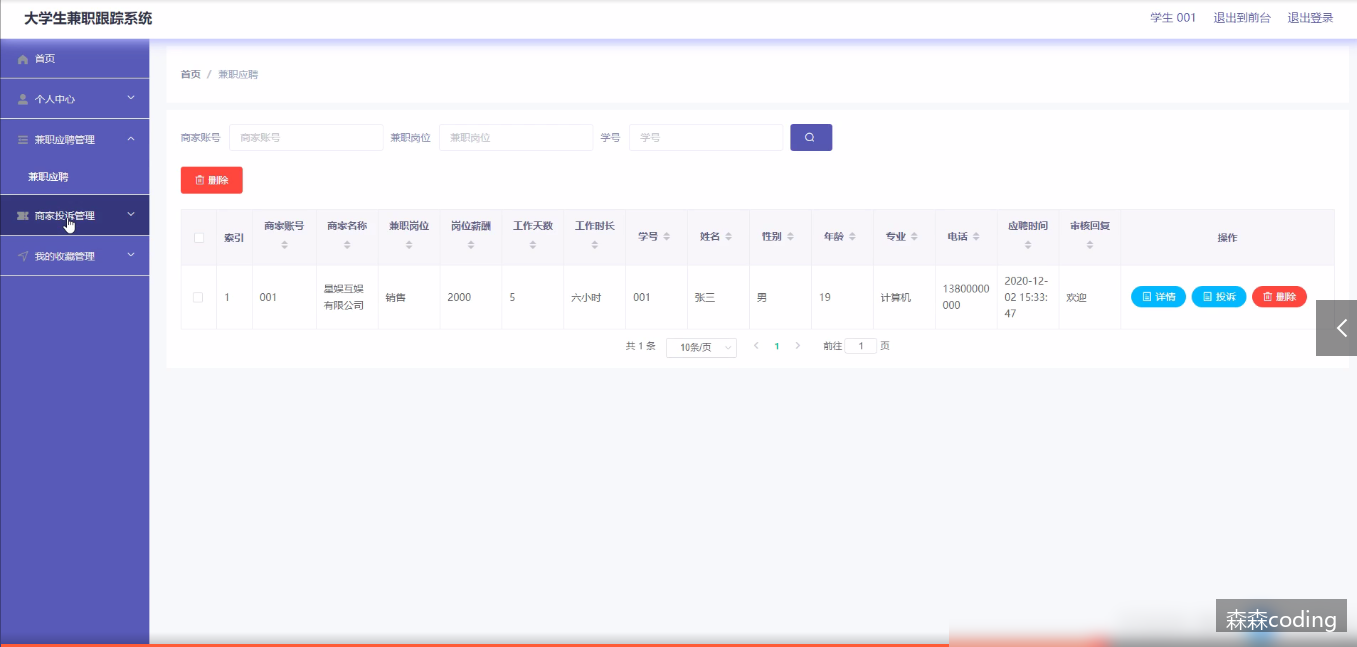 大学生兼职跟踪系统
学生 001 退出到前台 退出登录
首页
个人中心
兼职应聘管理
兼职应聘
商家投诉管理
我的收藏管理
首页 / 兼职应聘
商家账号 商家账号 兼职岗位 兼职岗位 学号 学号
删除
索引 商家账号 商家名称 兼职岗位 岗位薪酬 工作天数 工作时长 学号 姓名 性别 年龄 专业 电话 应聘时间 审核回复 操作
1 001 星娱互娱有限公司 销售 2000 5 六小时 001 张三 男 19 计算机 13800000000 2020-12-02 15:33:47 欢迎 详情 投诉 删除
共 1 条 10条/页 1 前往 1 页
森森coding